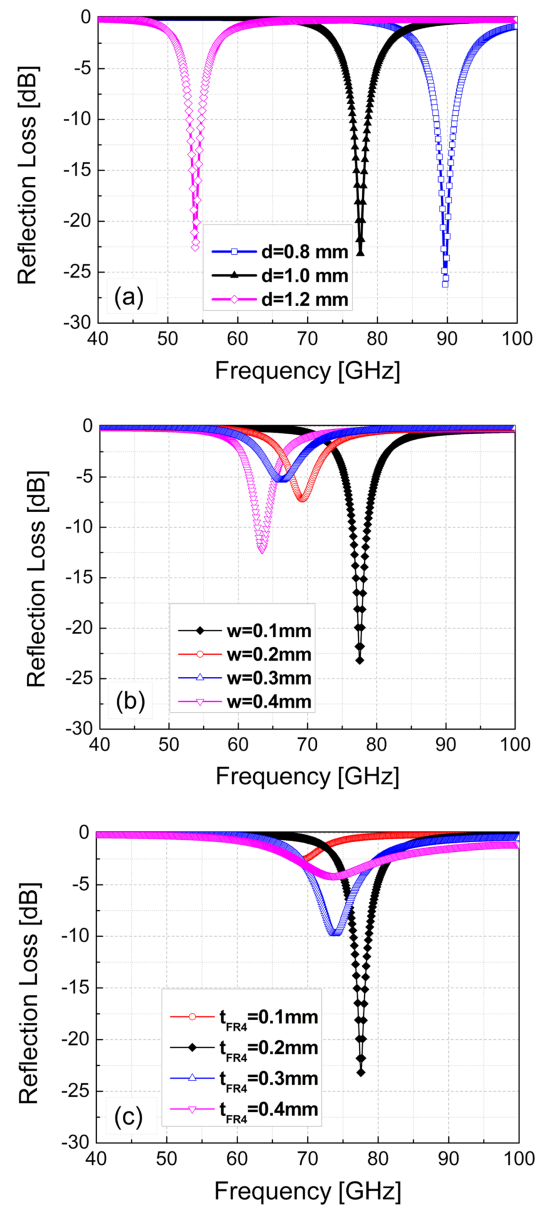 0
-5
-10
-15
-20
-25
-30
Reflection Loss [dB]
d=0.8 mm
d=1.0 mm
d=1.2 mm
(a)
40 50 60 70 80 90 100
Frequency [GHz]
0
-5
-10
-15
-20
-25
-30
Reflection Loss [dB]
w=0.1mm
w=0.2mm
w=0.3mm
w=0.4mm
(b)
40 50 60 70 80 90 100
Frequency [GHz]
0
-5
-10
-15
-20
-25
-30
Reflection Loss [dB]
tFR4=0.1mm
tFR4=0.2mm
tFR4=0.3mm
tFR4=0.4mm
(c)
40 50 60 70 80 90 100
Frequency [GHz]